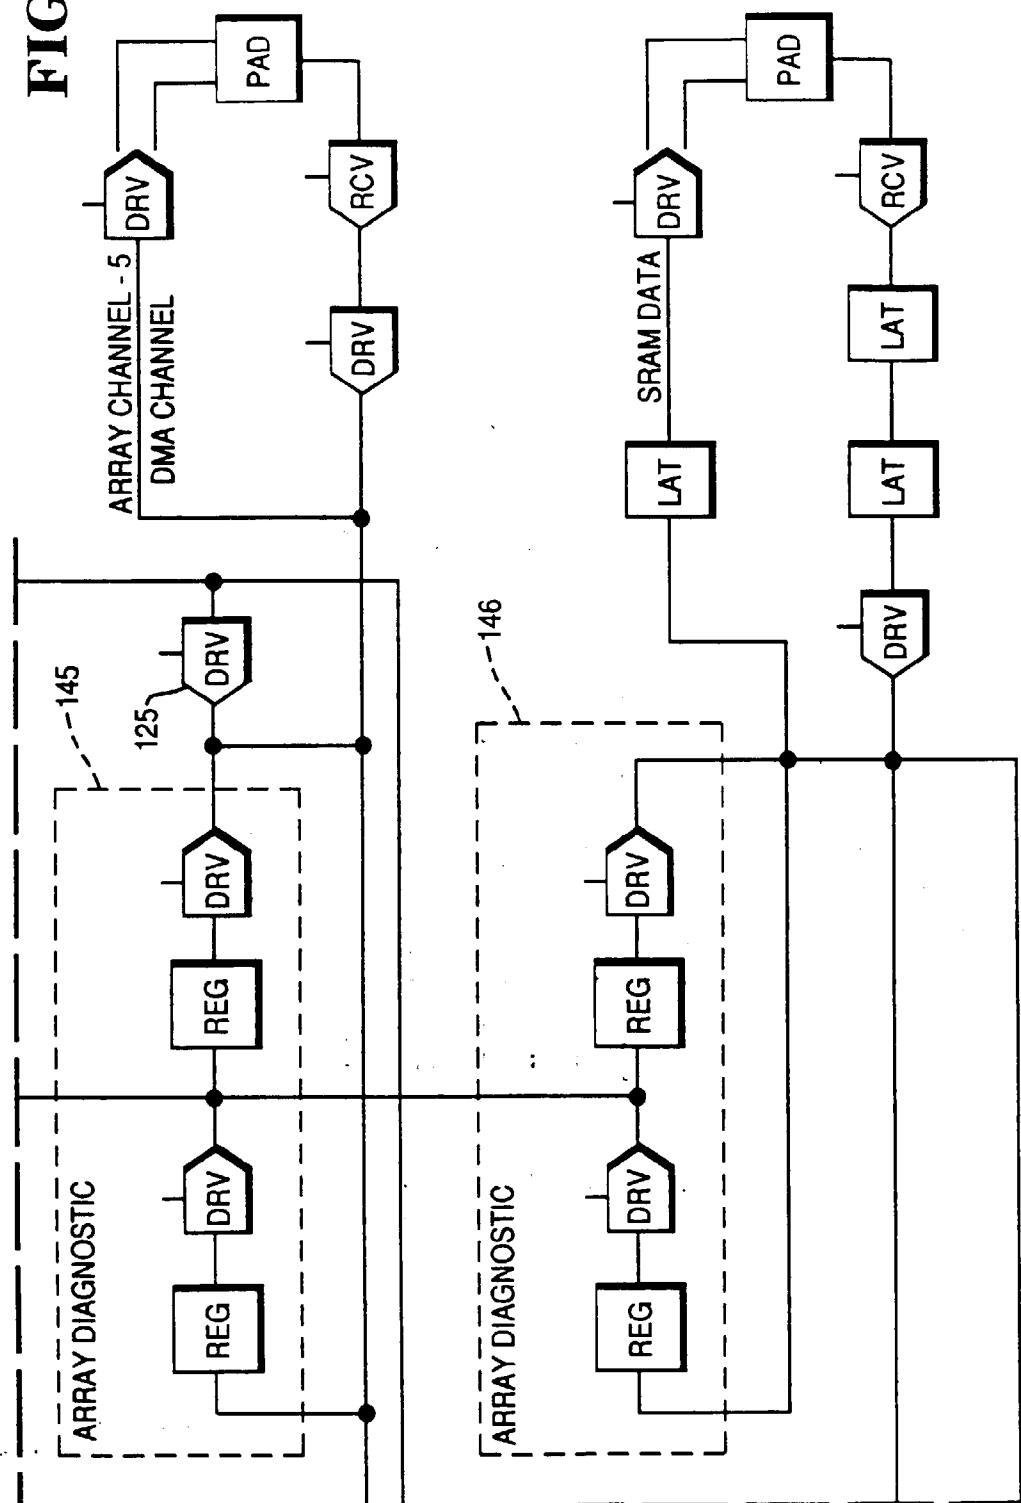 FIG
ARRAY DIAGNOSTIC
REG
DRV
REG
DRV
145
125
DRV
ARRAY CHANNEL - 5
DMA CHANNEL
DRV
PAD
DRV
RCV
ARRAY DIAGNOSTIC
REG
DRV
REG
DRV
146
LAT
SRAM DATA
DRV
PAD
DRV
LAT
LAT
RCV